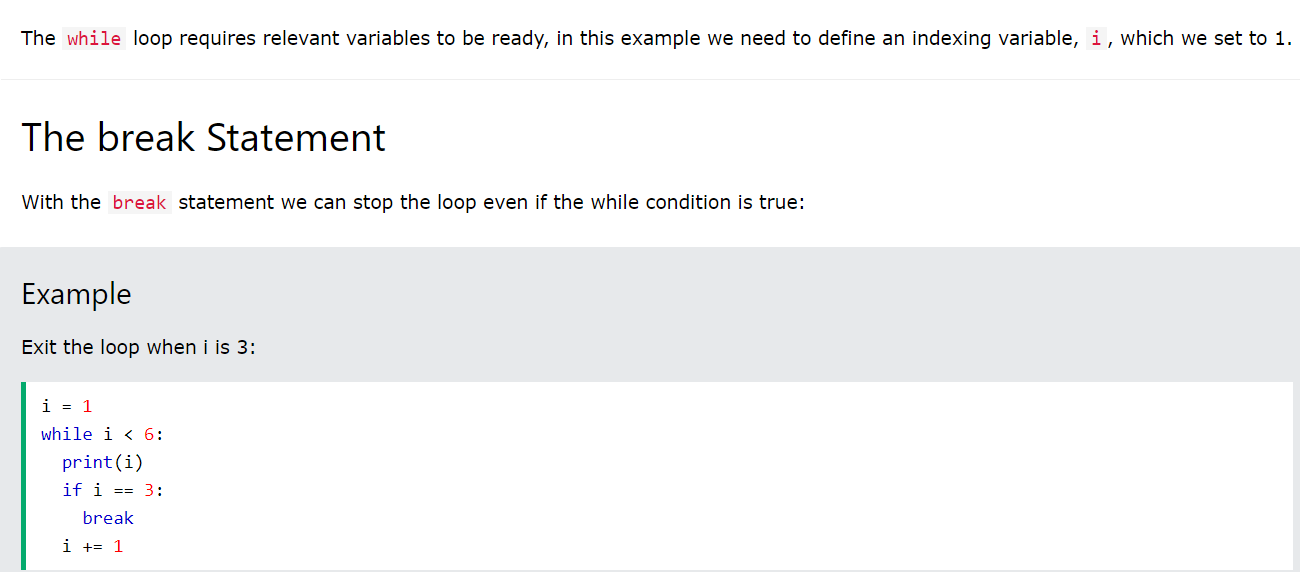 The while loop requires relevant variables to be ready, in this example we need to define an indexing variable, i, which we set to 1.
The break Statement
With the break statement we can stop the loop even if the while condition is true:
Example
Exit the loop when i is 3:
i = 1
while i < 6:
  print(i)
  if i == 3:
    break
  i += 1